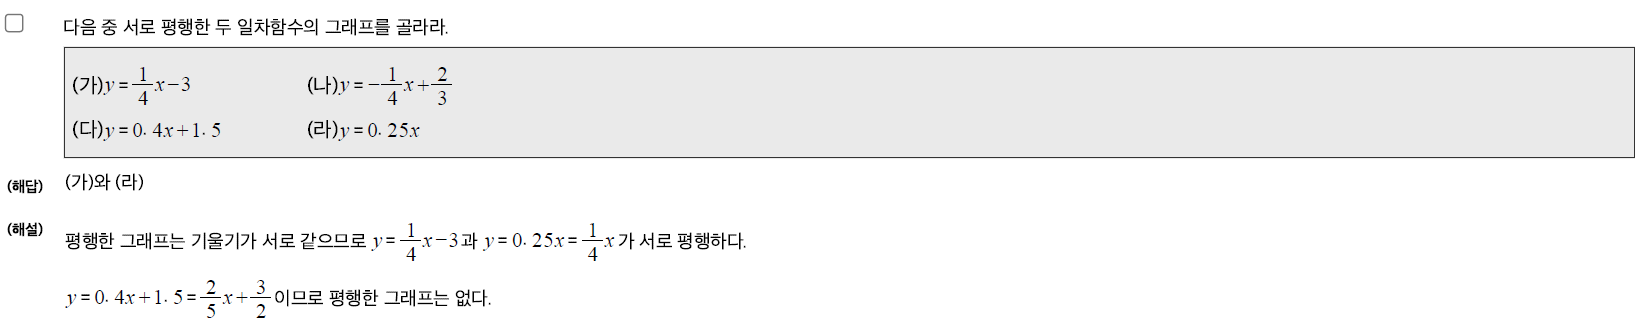 다음 중 서로 평행한 두 일차함수의 그래프를 골라라.
(가)y=1/4x-3 (나)y=-1/4x+2/3
(다)y=0.4x+1.5 (라)y=0.25x
(해답) (가)와 (라)
(해설) 평행한 그래프는 기울기가 서로 같으므로 y=1/4x-3과 y=0.25x=1/4x가 서로 평행하다.
y=0.4x+1.5=2/5x+3/2이므로 평행한 그래프는 없다.